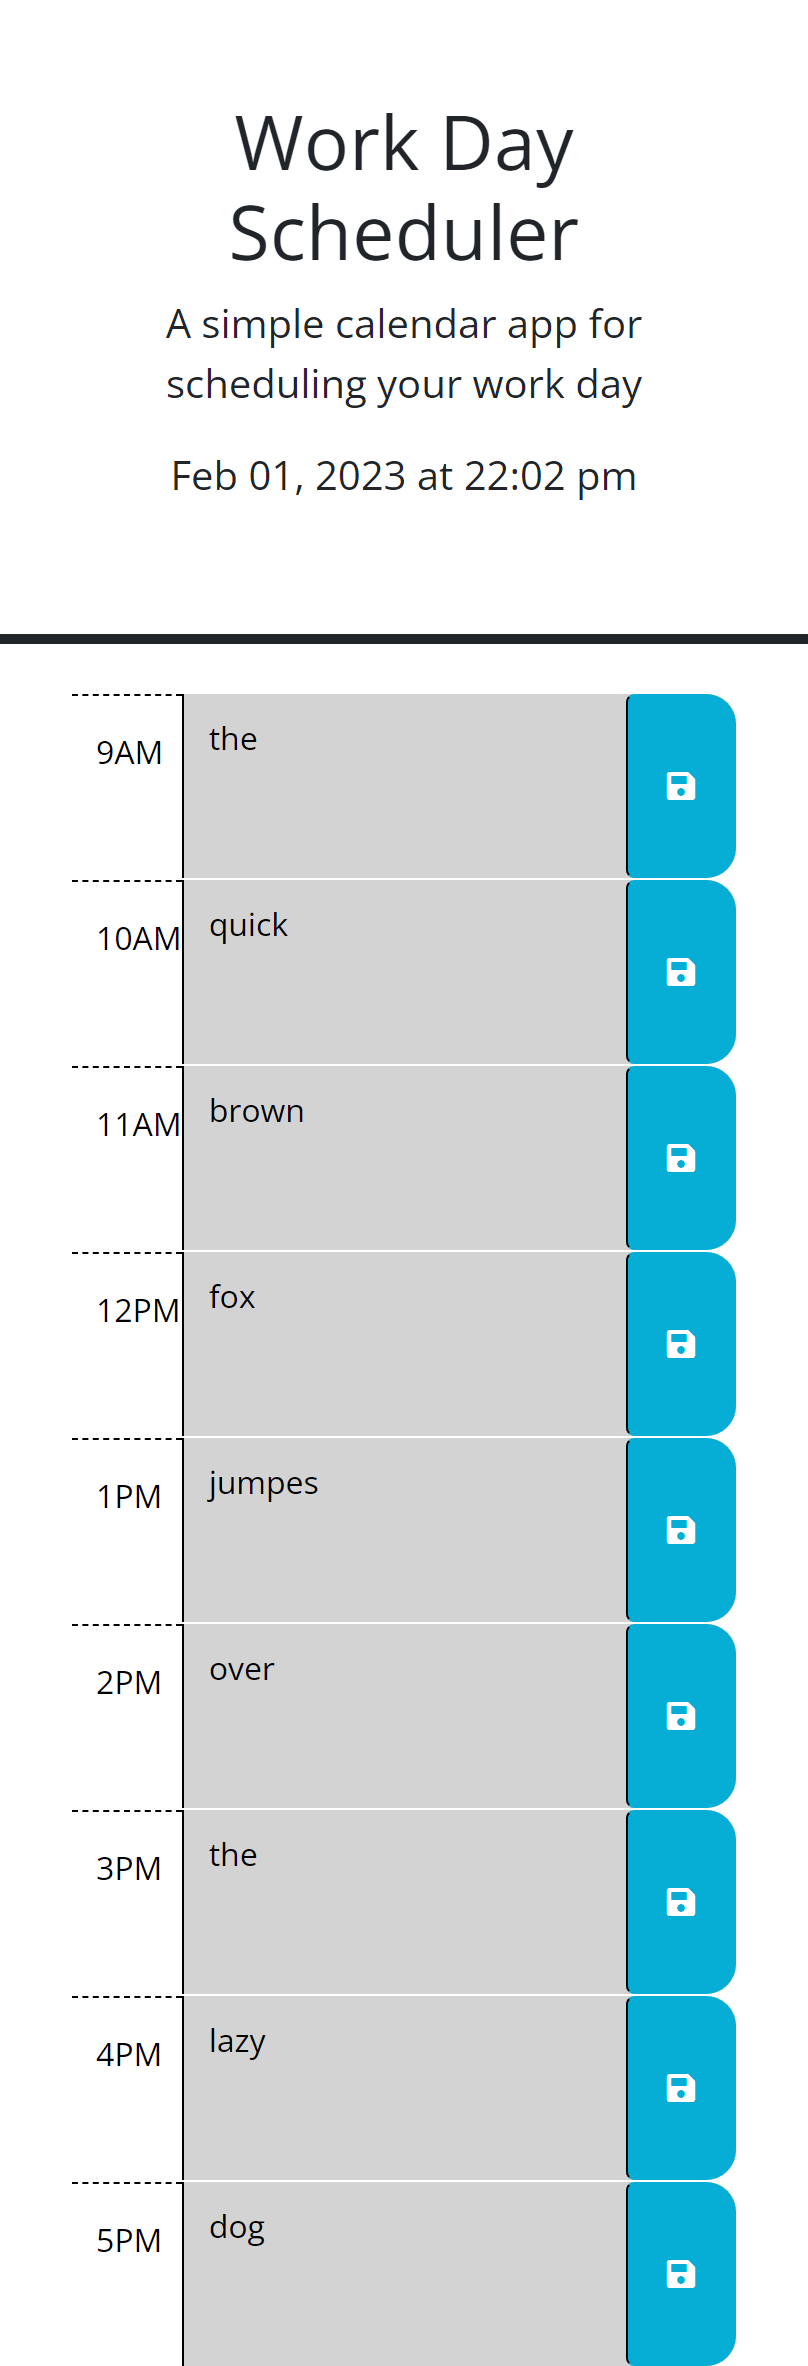 Work Day
Scheduler
A simple calendar app for
scheduling your work day
Feb 01, 2023 at 22:02 pm
9AM the
10AM quick
11AM brown
12PM fox
1PM jumpes
2PM over
3PM the
4PM lazy
5PM dog